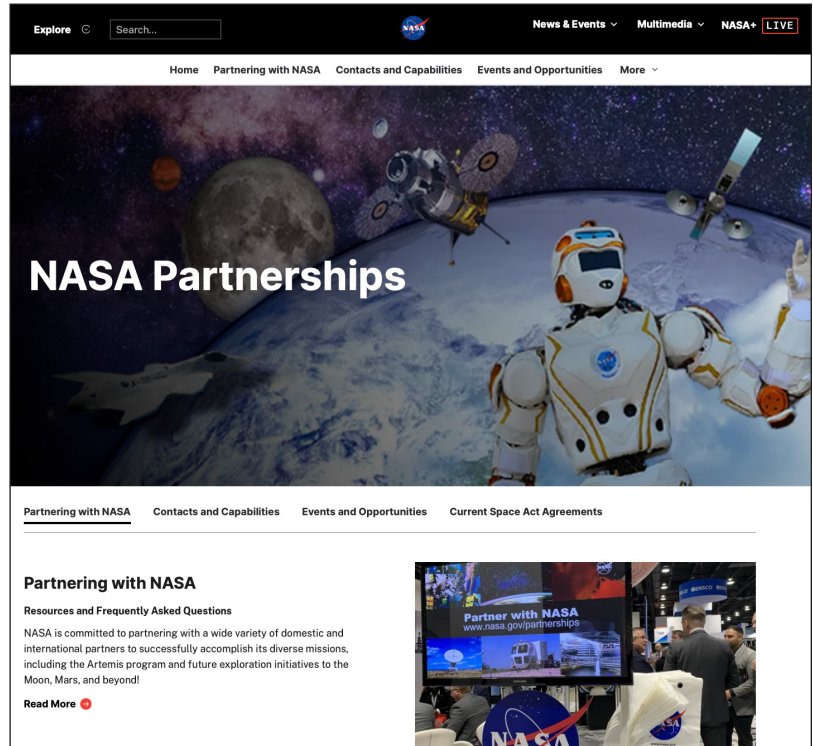 Explore Search... NASA News & Events Multimedia NASA+ LIVE
Home Partnering with NASA Contacts and Capabilities Events and Opportunities More
NASA Partnerships
Partnering with NASA Contacts and Capabilities Events and Opportunities Current Space Act Agreements
Partnering with NASA
Resources and Frequently Asked Questions
NASA is committed to partnering with a wide variety of domestic and
international partners to successfully accomplish its diverse missions,
including the Artemis program and future exploration initiatives to the
Moon, Mars, and beyond!
Read More
Partner with NASA
www.nasa.gov/partnerships
NASA